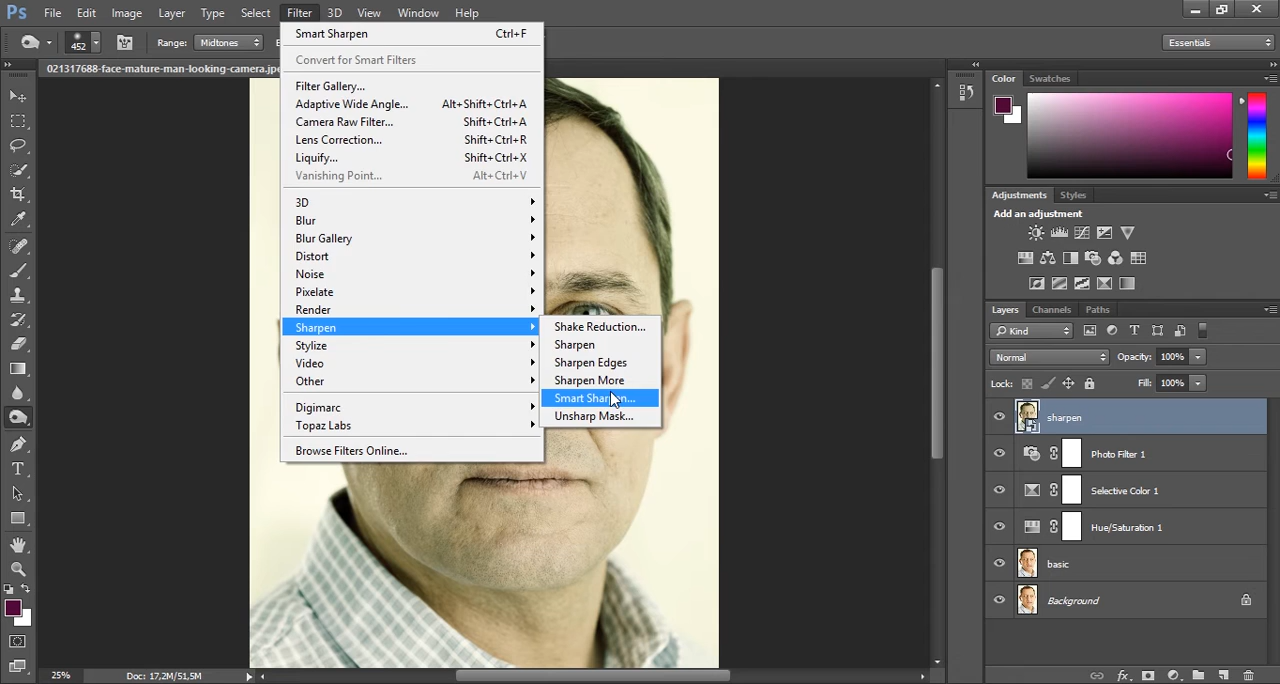 Ps File Edit Image Layer Type Select Filter 3D View Window Help
452 Range: Midtones Essentials
021317688-face-mature-man-looking-camera.jpe
Smart Sharpen Ctrl+F
Convert for Smart Filters
Filter Gallery...
Adaptive Wide Angle... Alt+Shift+Ctrl+A
Camera Raw Filter... Shift+Ctrl+A
Lens Correction... Shift+Ctrl+R
Liquify... Shift+Ctrl+X
Vanishing Point... Alt+Ctrl+V
3D
Blur
Blur Gallery
Distort
Noise
Pixelate
Render
Sharpen
Stylize
Video
Other
Digimarc
Topaz Labs
Browse Filters Online...
Shake Reduction...
Sharpen
Sharpen Edges
Sharpen More
Smart Sharpen...
Unsharp Mask...
Color Swatches
Adjustments Styles
Add an adjustment
Layers Channels Paths
Kind
Normal Opacity: 100%
Lock: Fill: 100%
sharpen
Photo Filter 1
Selective Color 1
Hue/Saturation 1
basic
Background
25% Doc: 17,2M/51,5M